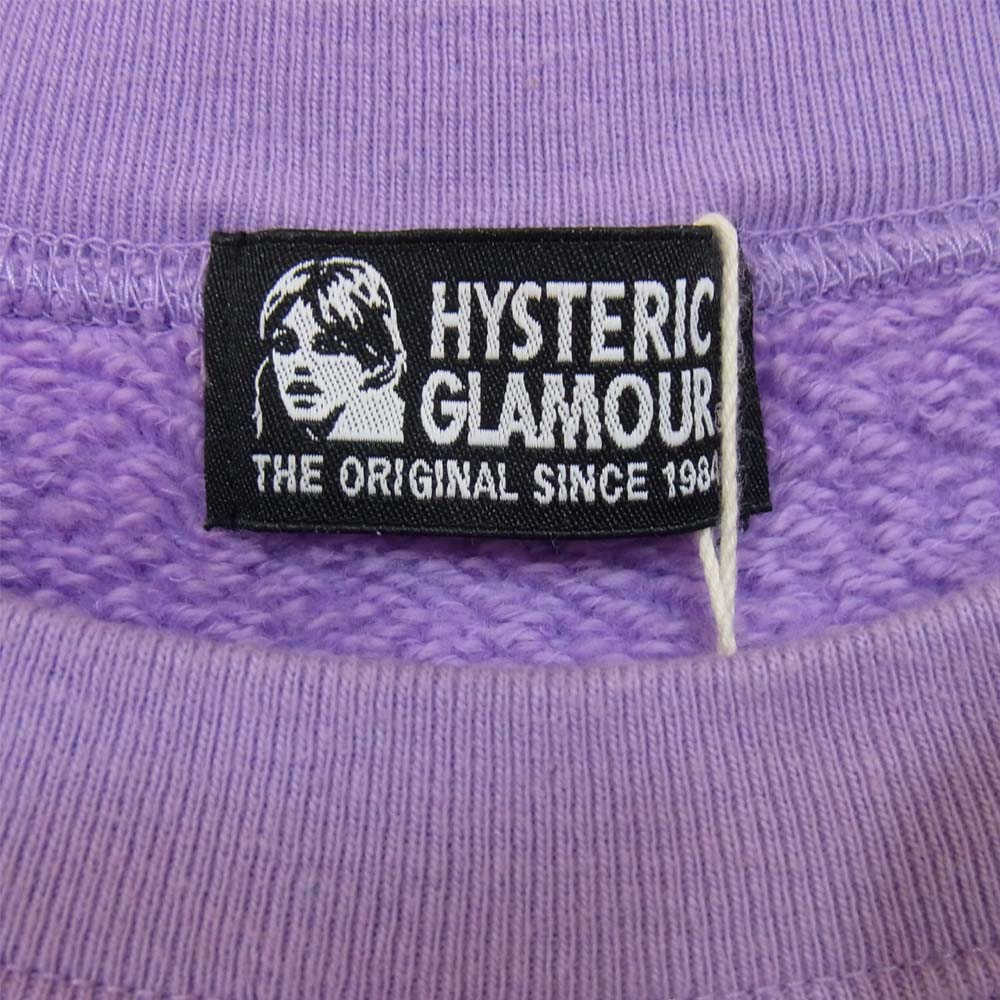 HYSTERIC
GLAMOUR
THE ORIGINAL SINCE 1984